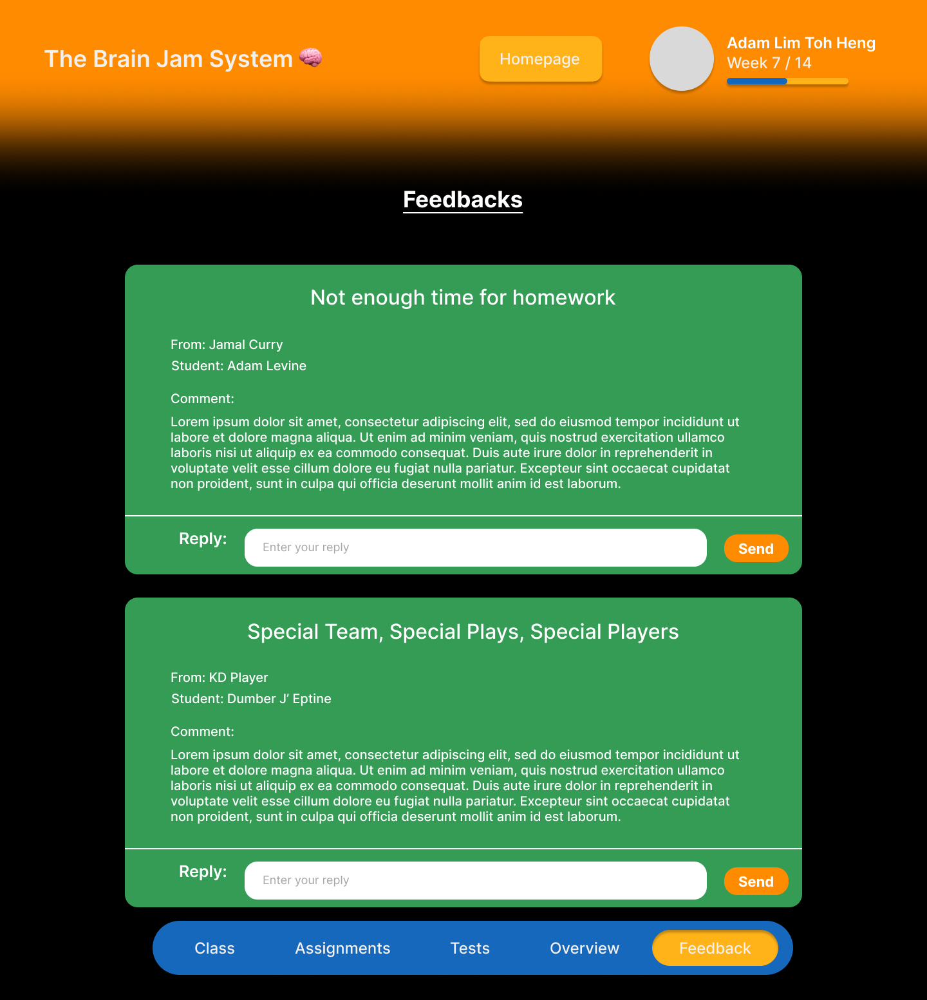 The Brain Jam System 🧠
Homepage
Adam Lim Toh Heng
Week 7 / 14
Feedbacks
Not enough time for homework
From: Jamal Curry
Student: Adam Levine
Comment:
Lorem ipsum dolor sit amet, consectetur adipiscing elit, sed do eiusmod tempor incididunt ut
labore et dolore magna aliqua. Ut enim ad minim veniam, quis nostrud exercitation ullamco
laboris nisi ut aliquip ex ea commodo consequat. Duis aute irure dolor in reprehenderit in
voluptate velit esse cillum dolore eu fugiat nulla pariatur. Excepteur sint occaecat cupidatat
non proident, sunt in culpa qui officia deserunt mollit anim id est laborum.
Reply:
Enter your reply
Send
Special Team, Special Plays, Special Players
From: KD Player
Student: Dumber J’ Eptine
Comment:
Lorem ipsum dolor sit amet, consectetur adipiscing elit, sed do eiusmod tempor incididunt ut
labore et dolore magna aliqua. Ut enim ad minim veniam, quis nostrud exercitation ullamco
laboris nisi ut aliquip ex ea commodo consequat. Duis aute irure dolor in reprehenderit in
voluptate velit esse cillum dolore eu fugiat nulla pariatur. Excepteur sint occaecat cupidatat
non proident, sunt in culpa qui officia deserunt mollit anim id est laborum.
Reply:
Enter your reply
Send
Class
Assignments
Tests
Overview
Feedback